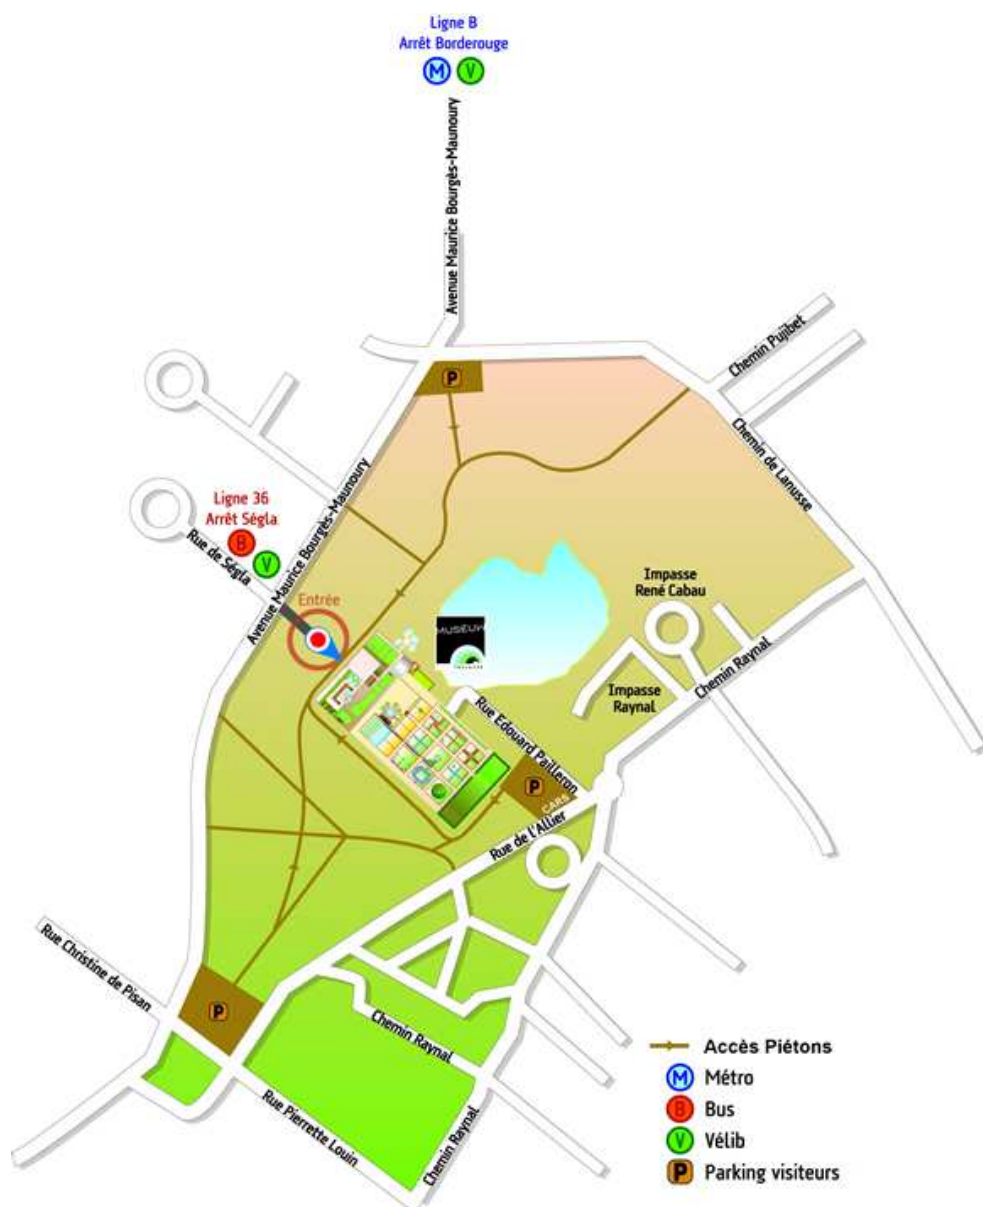 Ligne B
Arrêt Borderouge
M V
Avenue Maurice Bourgès-Maunoury
P
Chemin Pujibet
Chemin de Lanusse
Ligne 36
Arrêt Ségla
B
V
Rue de Ségla
Avenue Maurice Bourgès-Maunoury
Entrée
MUSEUM
Impasse
René Cabau
Impasse
Raynal
Chemin Raynal
Rue Edouard Pailleron
P
CARS
Rue de l'Allier
Rue Christine de Pisan
P
Chemin Raynal
Rue Pierrette Louin
Chemin Raynal
Accès Piétons
M Métro
B Bus
V Vélib
P Parking visiteurs